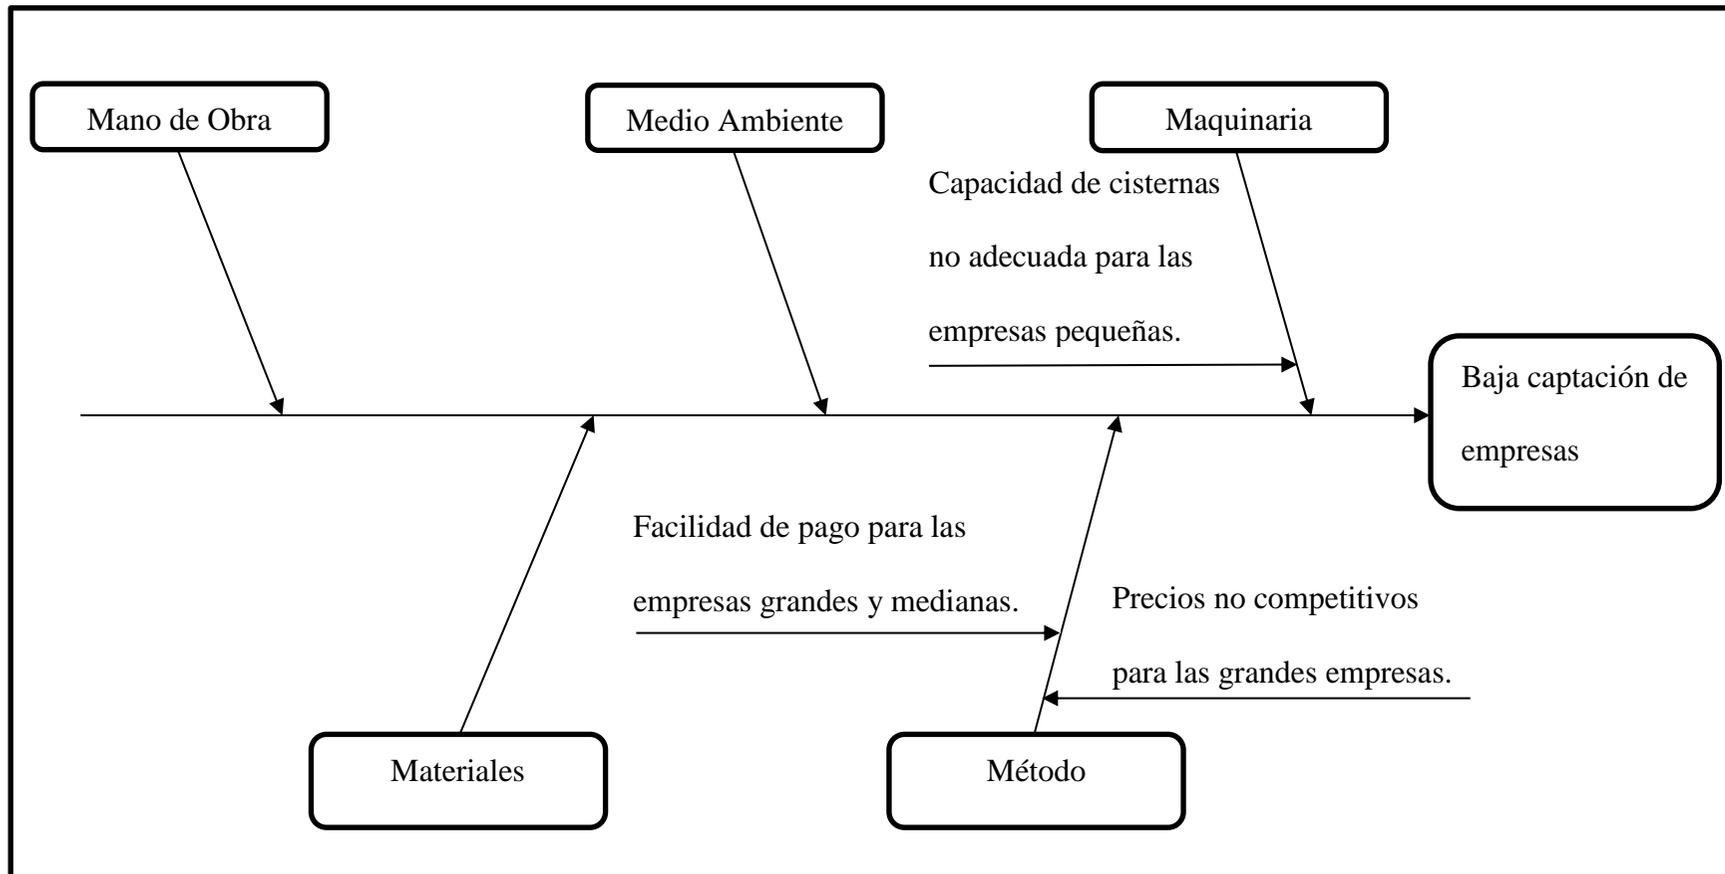 Mano de Obra
Medio Ambiente
Maquinaria
Capacidad de cisternas
no adecuada para las
empresas pequeñas.
Baja captación de
empresas
Facilidad de pago para las
empresas grandes y medianas.
Precios no competitivos
para las grandes empresas.
Materiales
Método